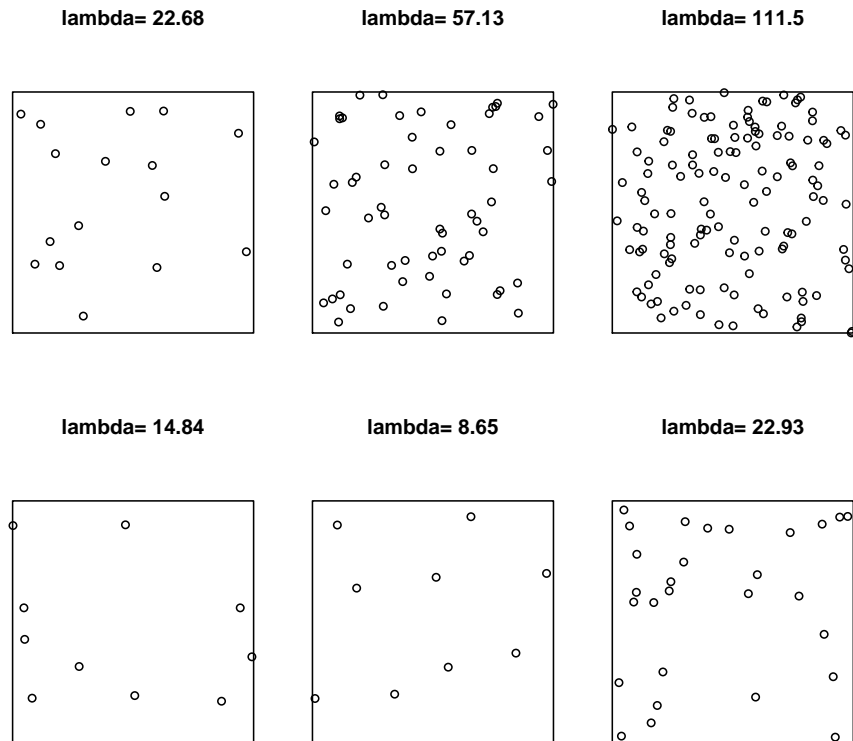 lambda= 22.68
lambda= 57.13
lambda= 111.5
lambda= 14.84
lambda= 8.65
lambda= 22.93